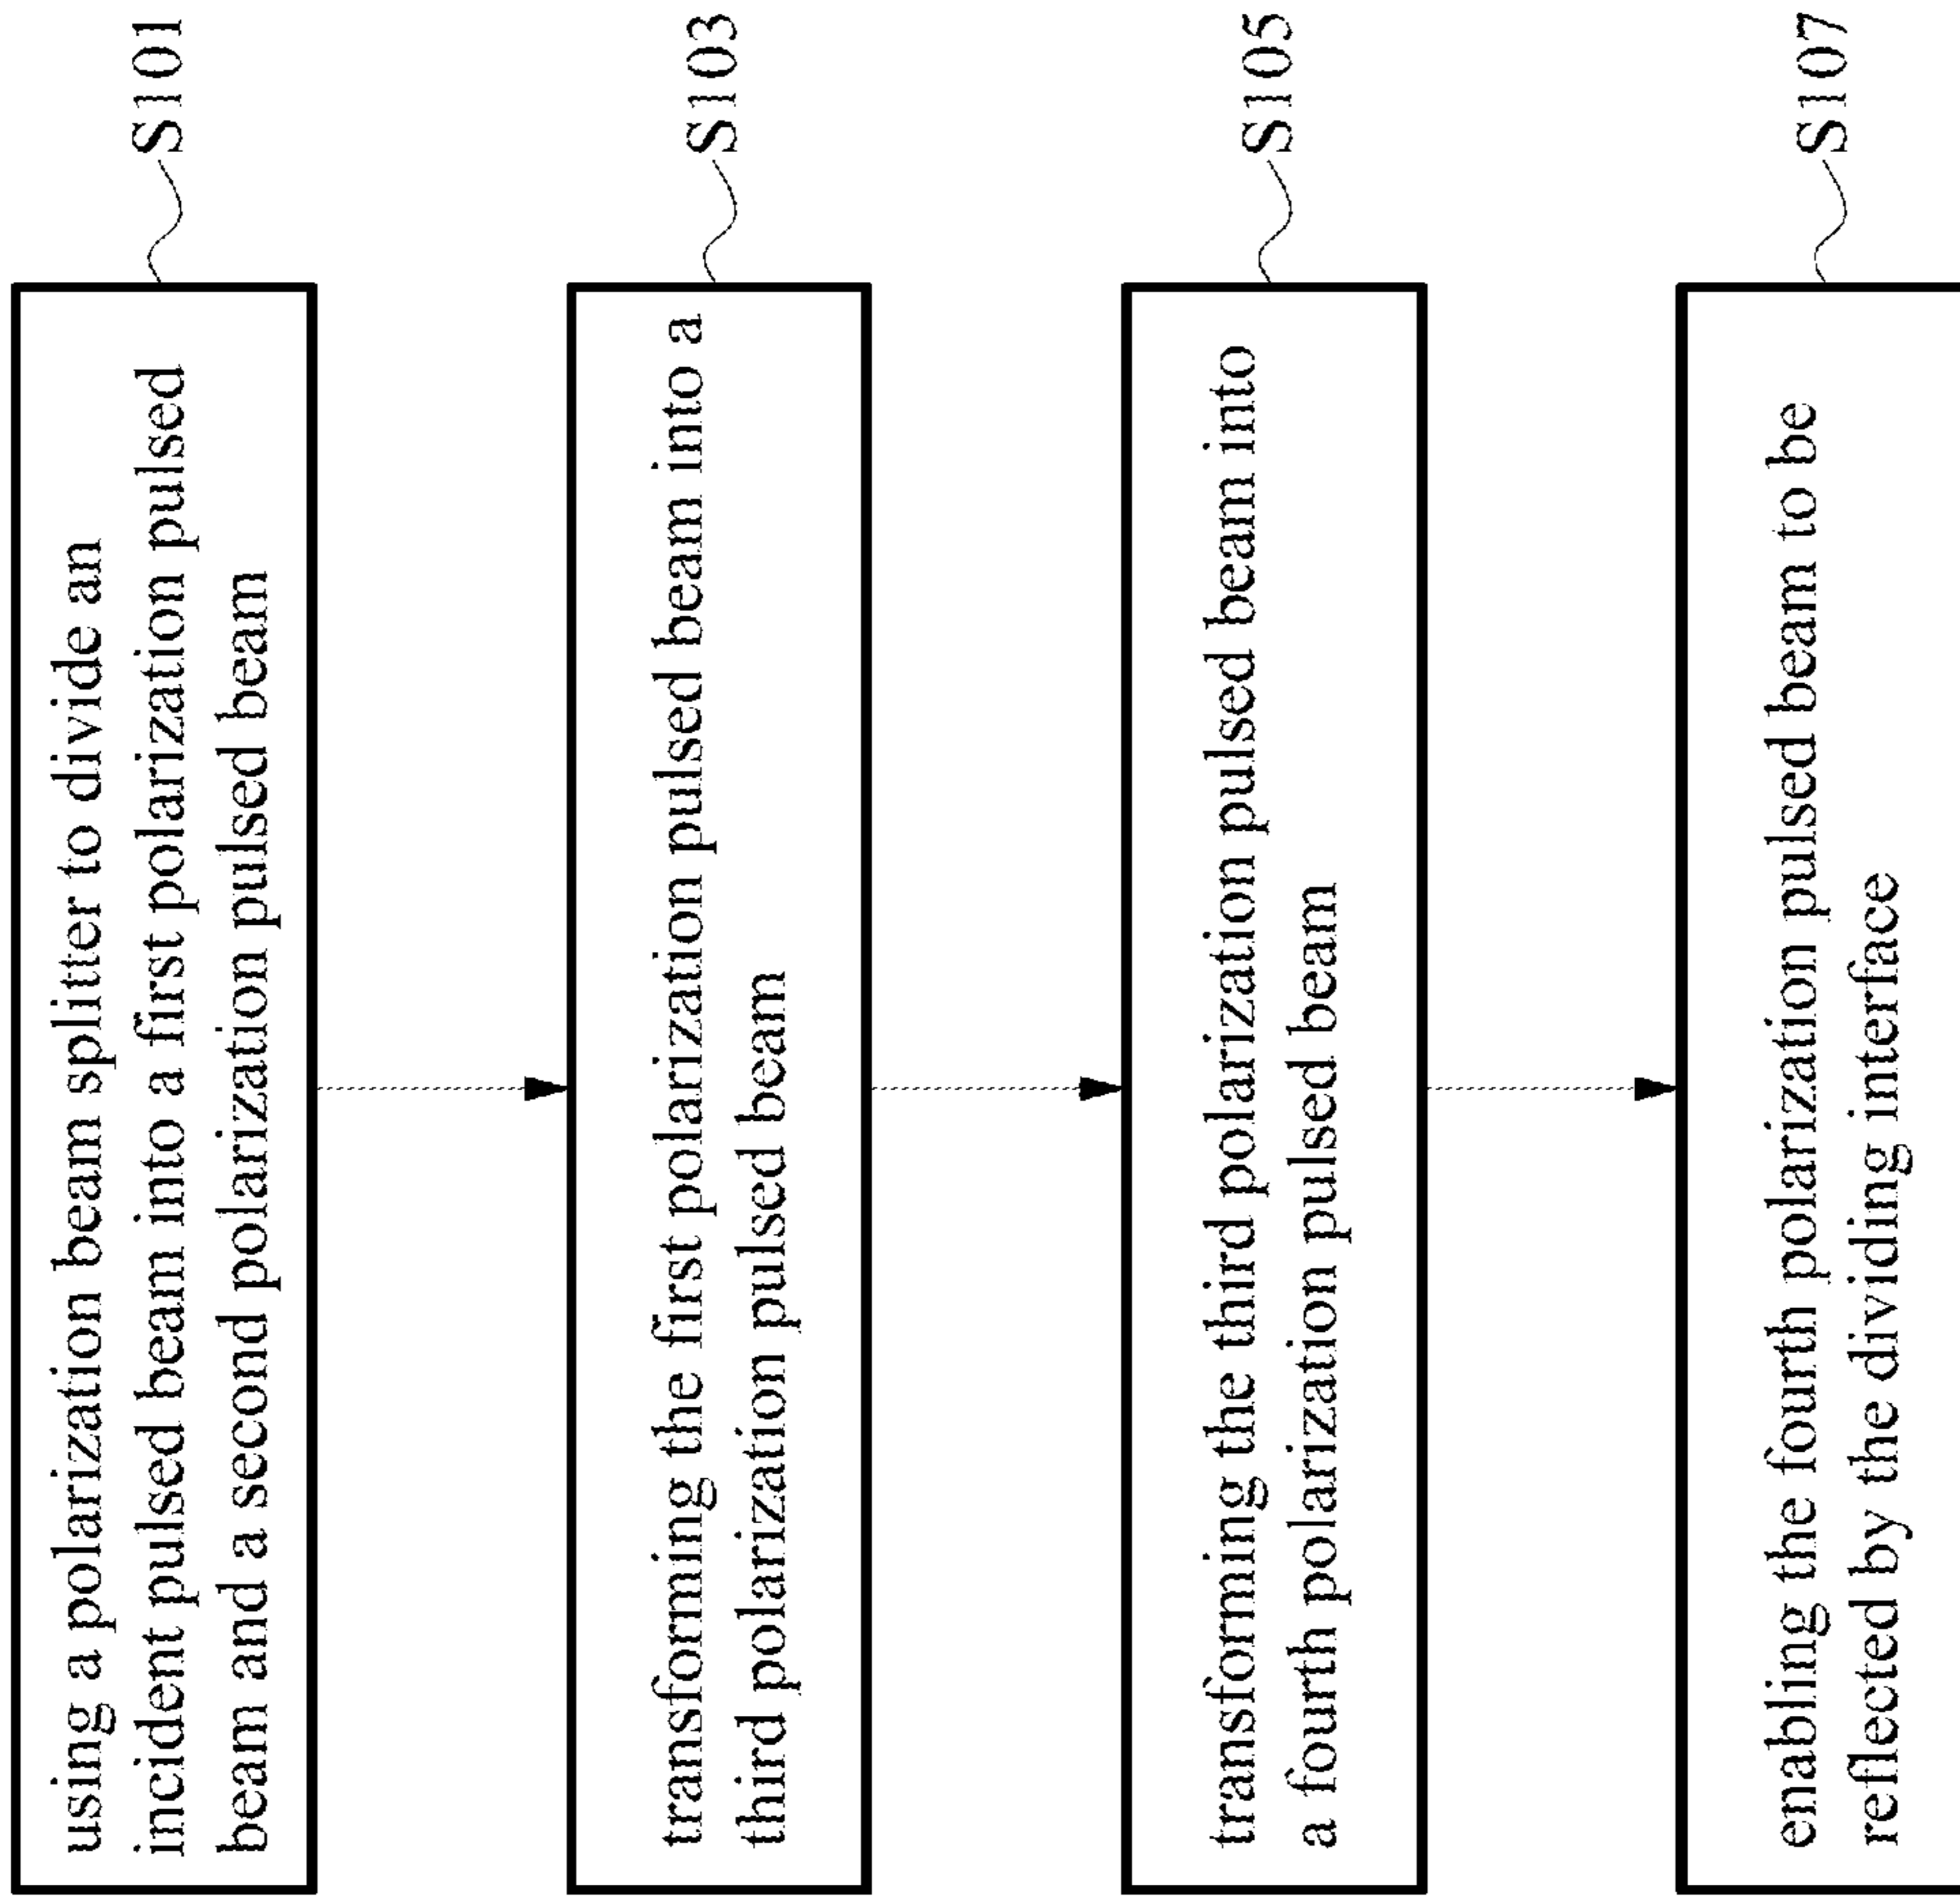 using a polarization beam splitter to divide an
incident pulsed beam into a first polarization pulsed
beam and a second polarization pulsed beam
S101
transforming the first polarization pulsed beam into a
third polarization pulsed beam
S103
transforming the third polarization pulsed beam into
a fourth polarization pulsed beam
S105
enabling the fourth polarization pulsed beam to be
reflected by the dividing interface
S107